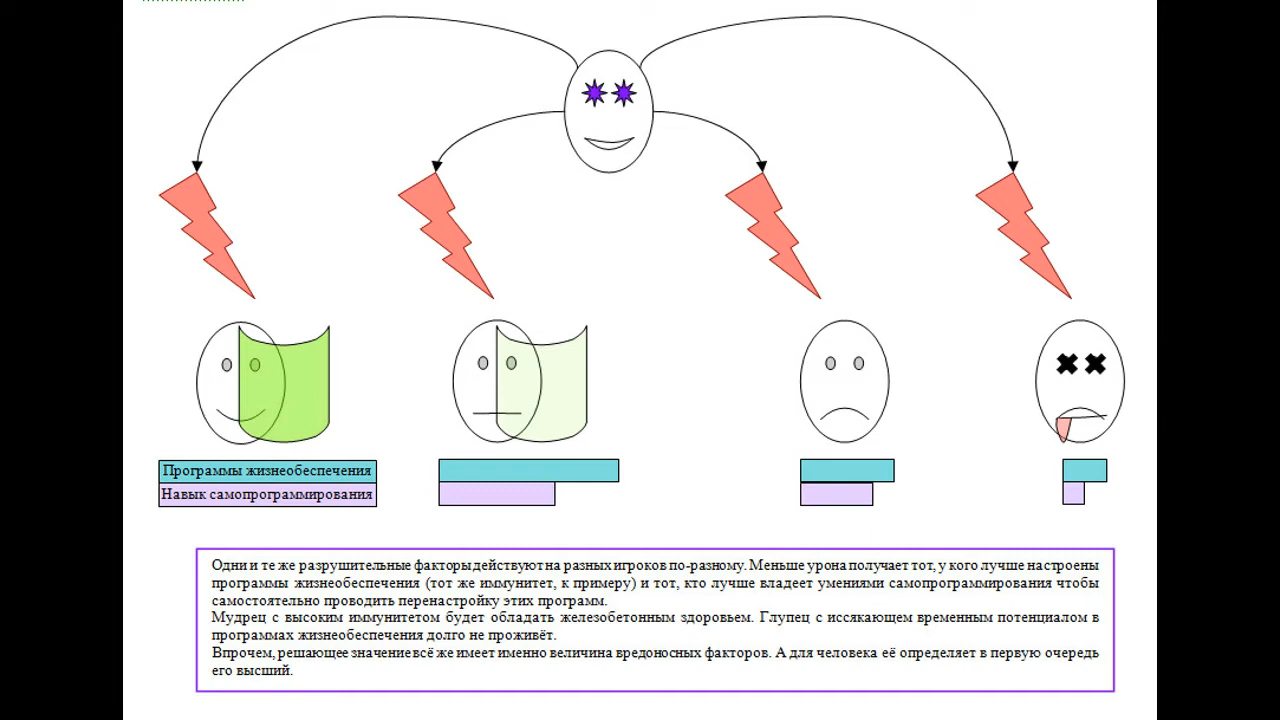 Программы жизнеобеспечения
Навык самопрограммирования
Одни и те же разрушительные факторы действуют на разных игроков по-разному. Меньше урона получает тот, у кого лучше настроены
программы жизнеобеспечения (тот же иммунитет, к примеру) и тот, кто лучше владеет умениями самопрограммирования чтобы
самостоятельно проводить перенастройку этих программ.
Мудрец с высоким иммунитетом будет обладать железобетонным здоровьем. Глупец с иссякающем временным потенциалом в
программах жизнеобеспечения долго не проживёт.
Впрочем, решающее значение всё же имеет именно величина вредоносных факторов. А для человека её определяет в первую очередь
его высший.